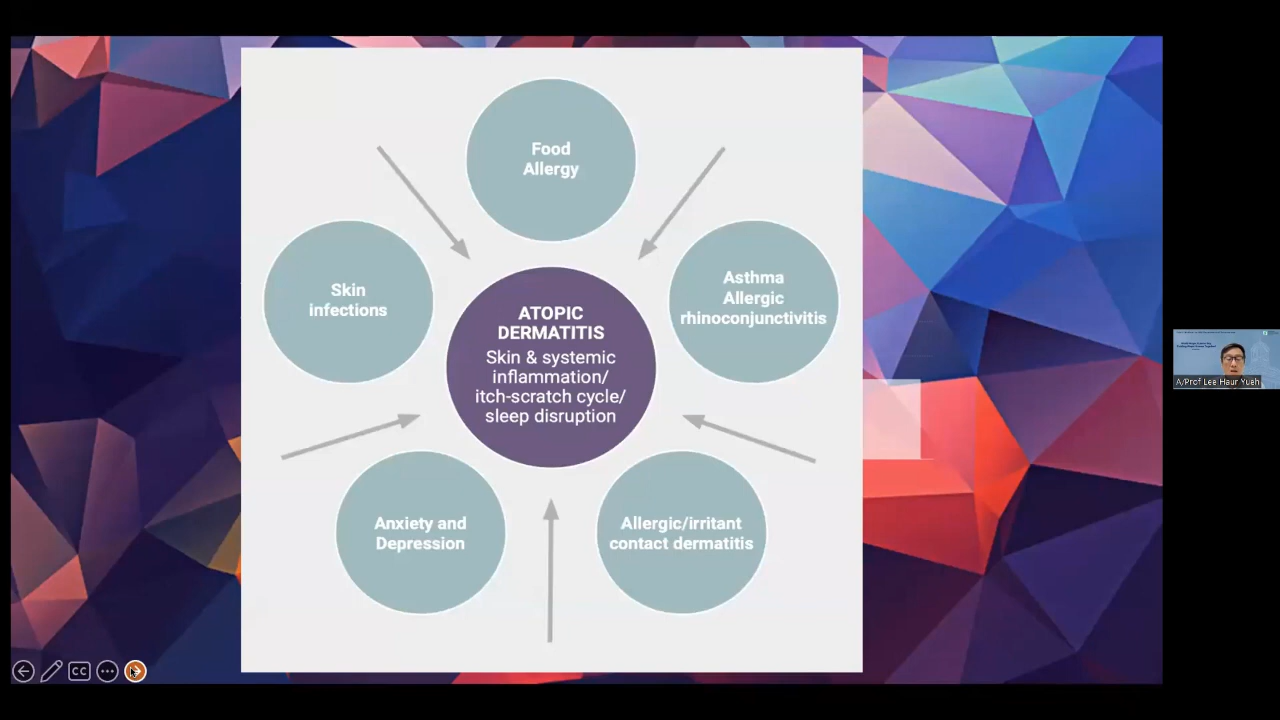 Food
Allergy
Skin
infections
Asthma
Allergic
rhinoconjunctivitis
ATOPIC
DERMATITIS
Skin & systemic
inflammation/
itch-scratch cycle/
sleep disruption
Anxiety and
Depression
Allergic/irritant
contact dermatitis
CC
A/Prof Lee Haur Yueh